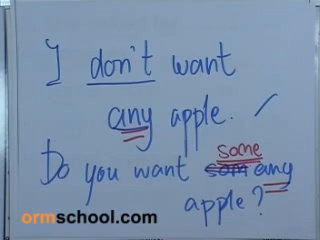 I don't want
any apple. /
some
Do you want som any
apple?
ormschool.com